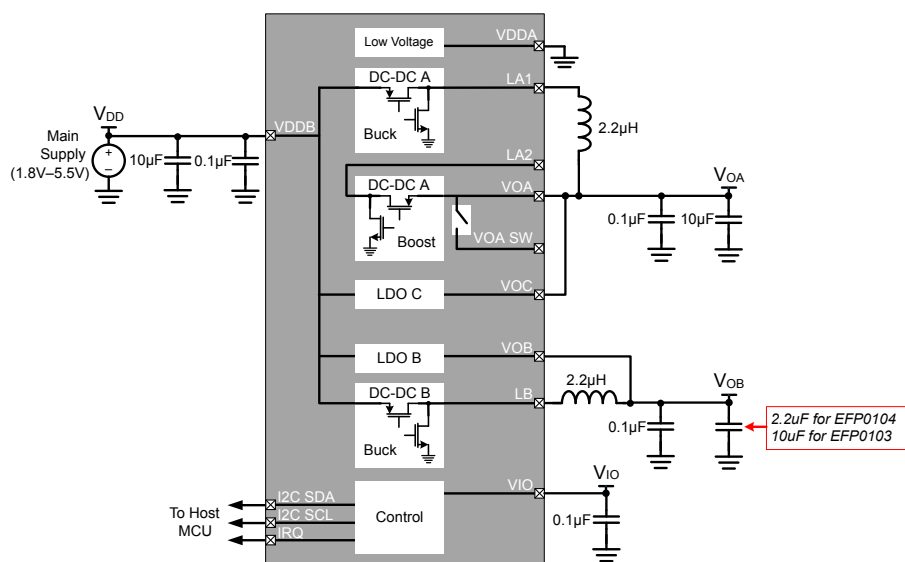 Low Voltage
VDDA
DC-DC A
LA1
Buck
2.2µH
VDD
VDDB
Main
Supply
(1.8V–5.5V)
+
–
10µF
0.1µF
LA2
DC-DC A
VOA
VOA
Boost
VOA SW
0.1µF
10µF
LDO C
VOC
LDO B
VOB
2.2µH
VOB
DC-DC B
LB
Buck
0.1µF
2.2uF for EFP0104
10uF for EFP0103
VIO
VIO
I2C SDA
I2C SCL
IRQ
To Host
MCU
Control
0.1µF